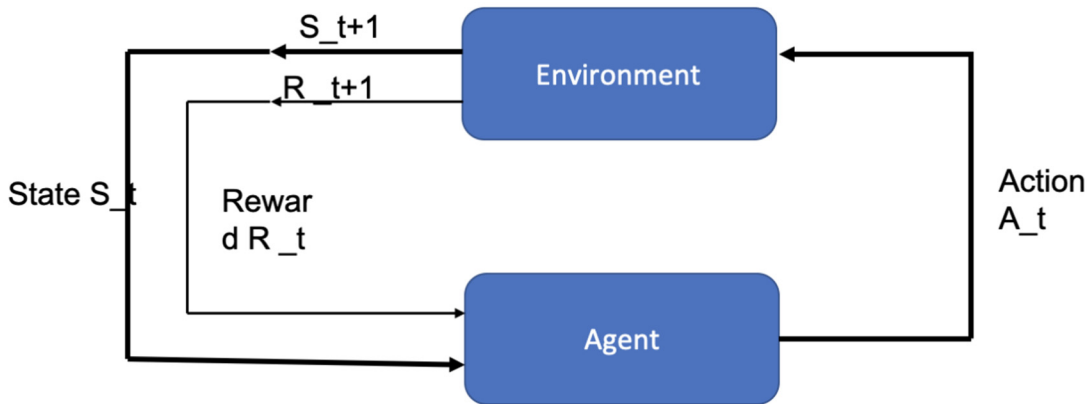 S_t+1
Environment
R _t+1
State S_t
Rewar
d R _t
Action
A_t
Agent